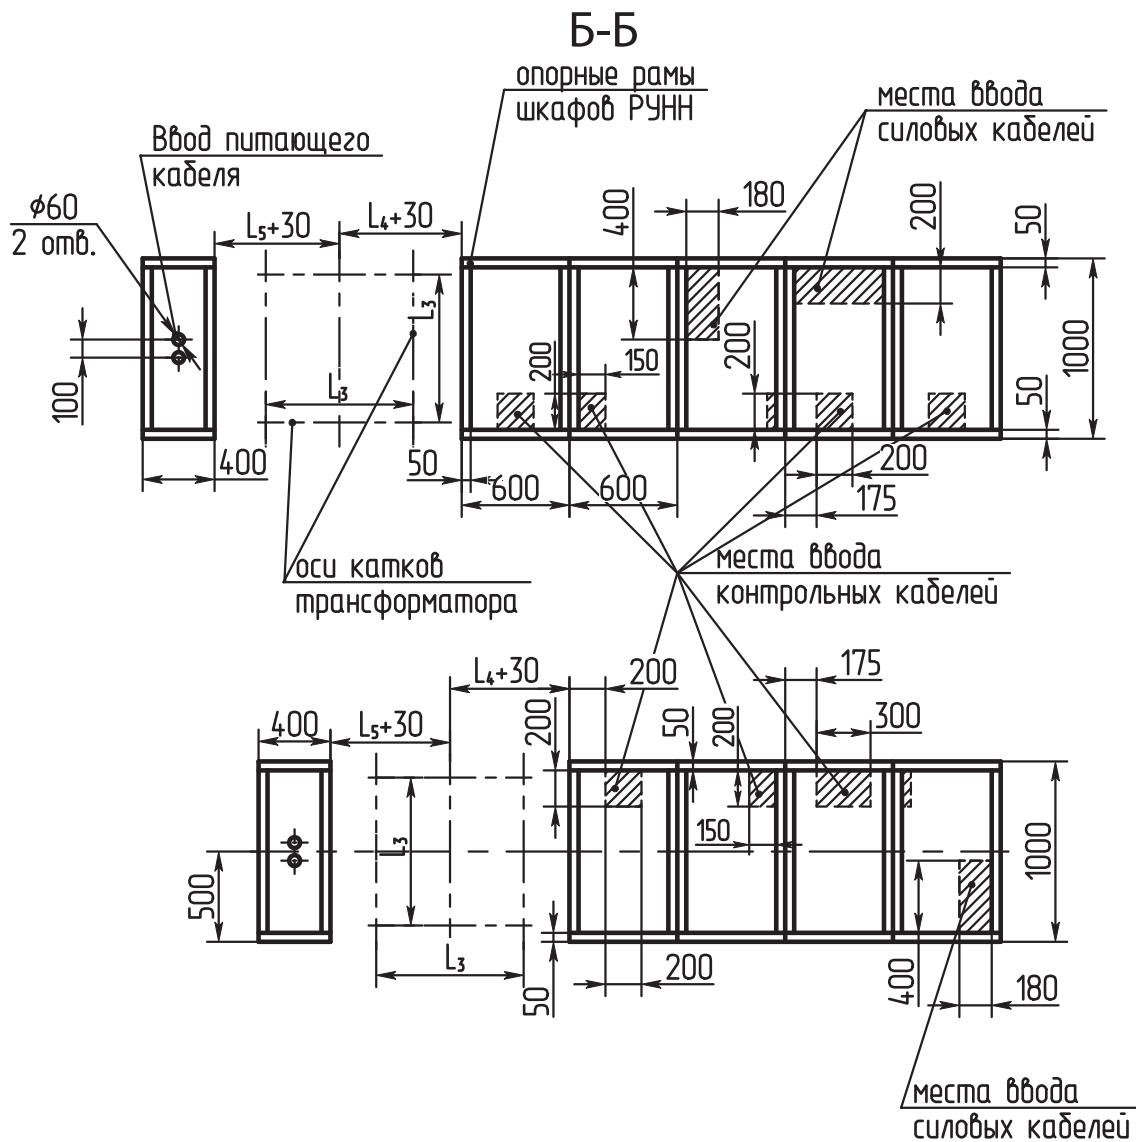 Б-Б
опорные рамы
шкафов РУНН
места ввода
силовых кабелей
Ввод питающего
кабеля
ϕ60
2 отв.
L₅+30
L₄+30
400
180
200
50
L₃
200
150
200
1000
100
L₃
50
400
50
600
600
200
175
оси катков
трансформатора
места ввода
контрольных кабелей
L₄+30
200
175
400
L₅+30
200
50
200
300
L₃
150
1000
500
L₃
50
200
400
180
места ввода
силовых кабелей